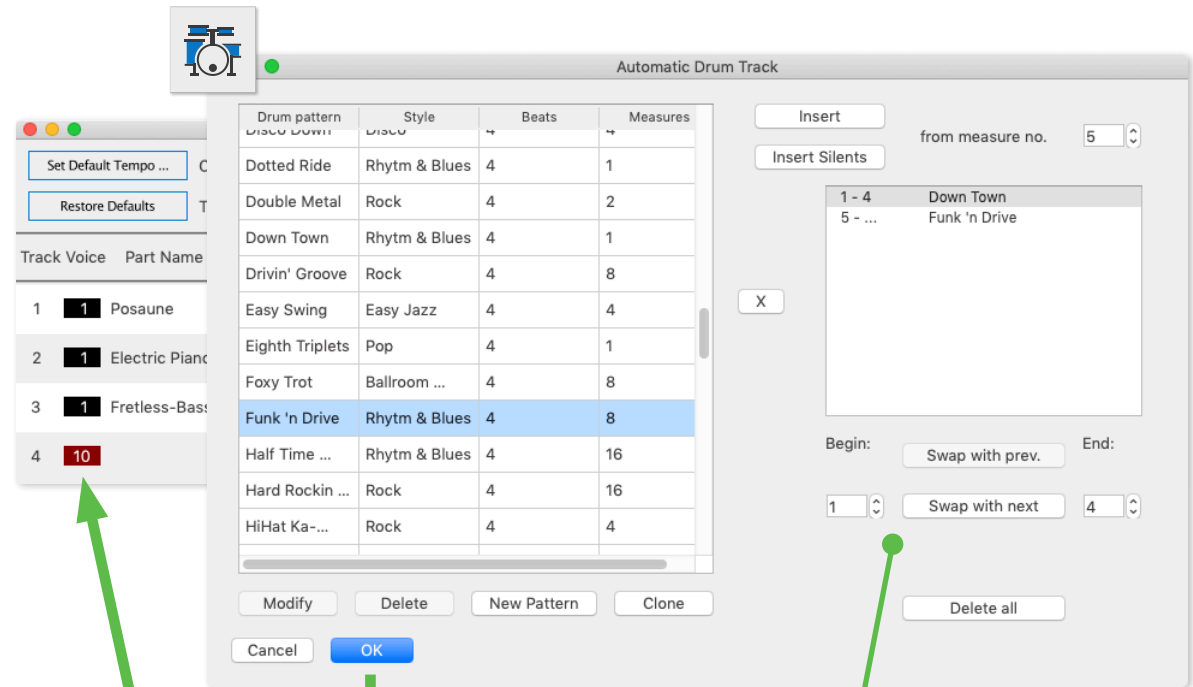 Automatic Drum Track
Set Default Tempo ...
Restore Defaults
Track Voice Part Name
1 1 Posaune
2 1 Electric Piano
3 1 Fretless-Bass
4 10
Drum pattern Style Beats Measures
Disco Down Disco 4 4
Dotted Ride Rhytm & Blues 4 1
Double Metal Rock 4 2
Down Town Rhytm & Blues 4 1
Drivin' Groove Rock 4 8
Easy Swing Easy Jazz 4 4
Eighth Triplets Pop 4 1
Foxy Trot Ballroom ... 4 8
Funk 'n Drive Rhytm & Blues 4 8
Half Time ... Rhytm & Blues 4 16
Hard Rockin ... Rock 4 16
HiHat Ka-... Rock 4 4
Modify Delete New Pattern Clone
Cancel OK
Insert
Insert Silents
from measure no. 5
X
1 - 4 Down Town
5 - ... Funk 'n Drive
Begin: Swap with prev. End:
1 Swap with next 4
Delete all